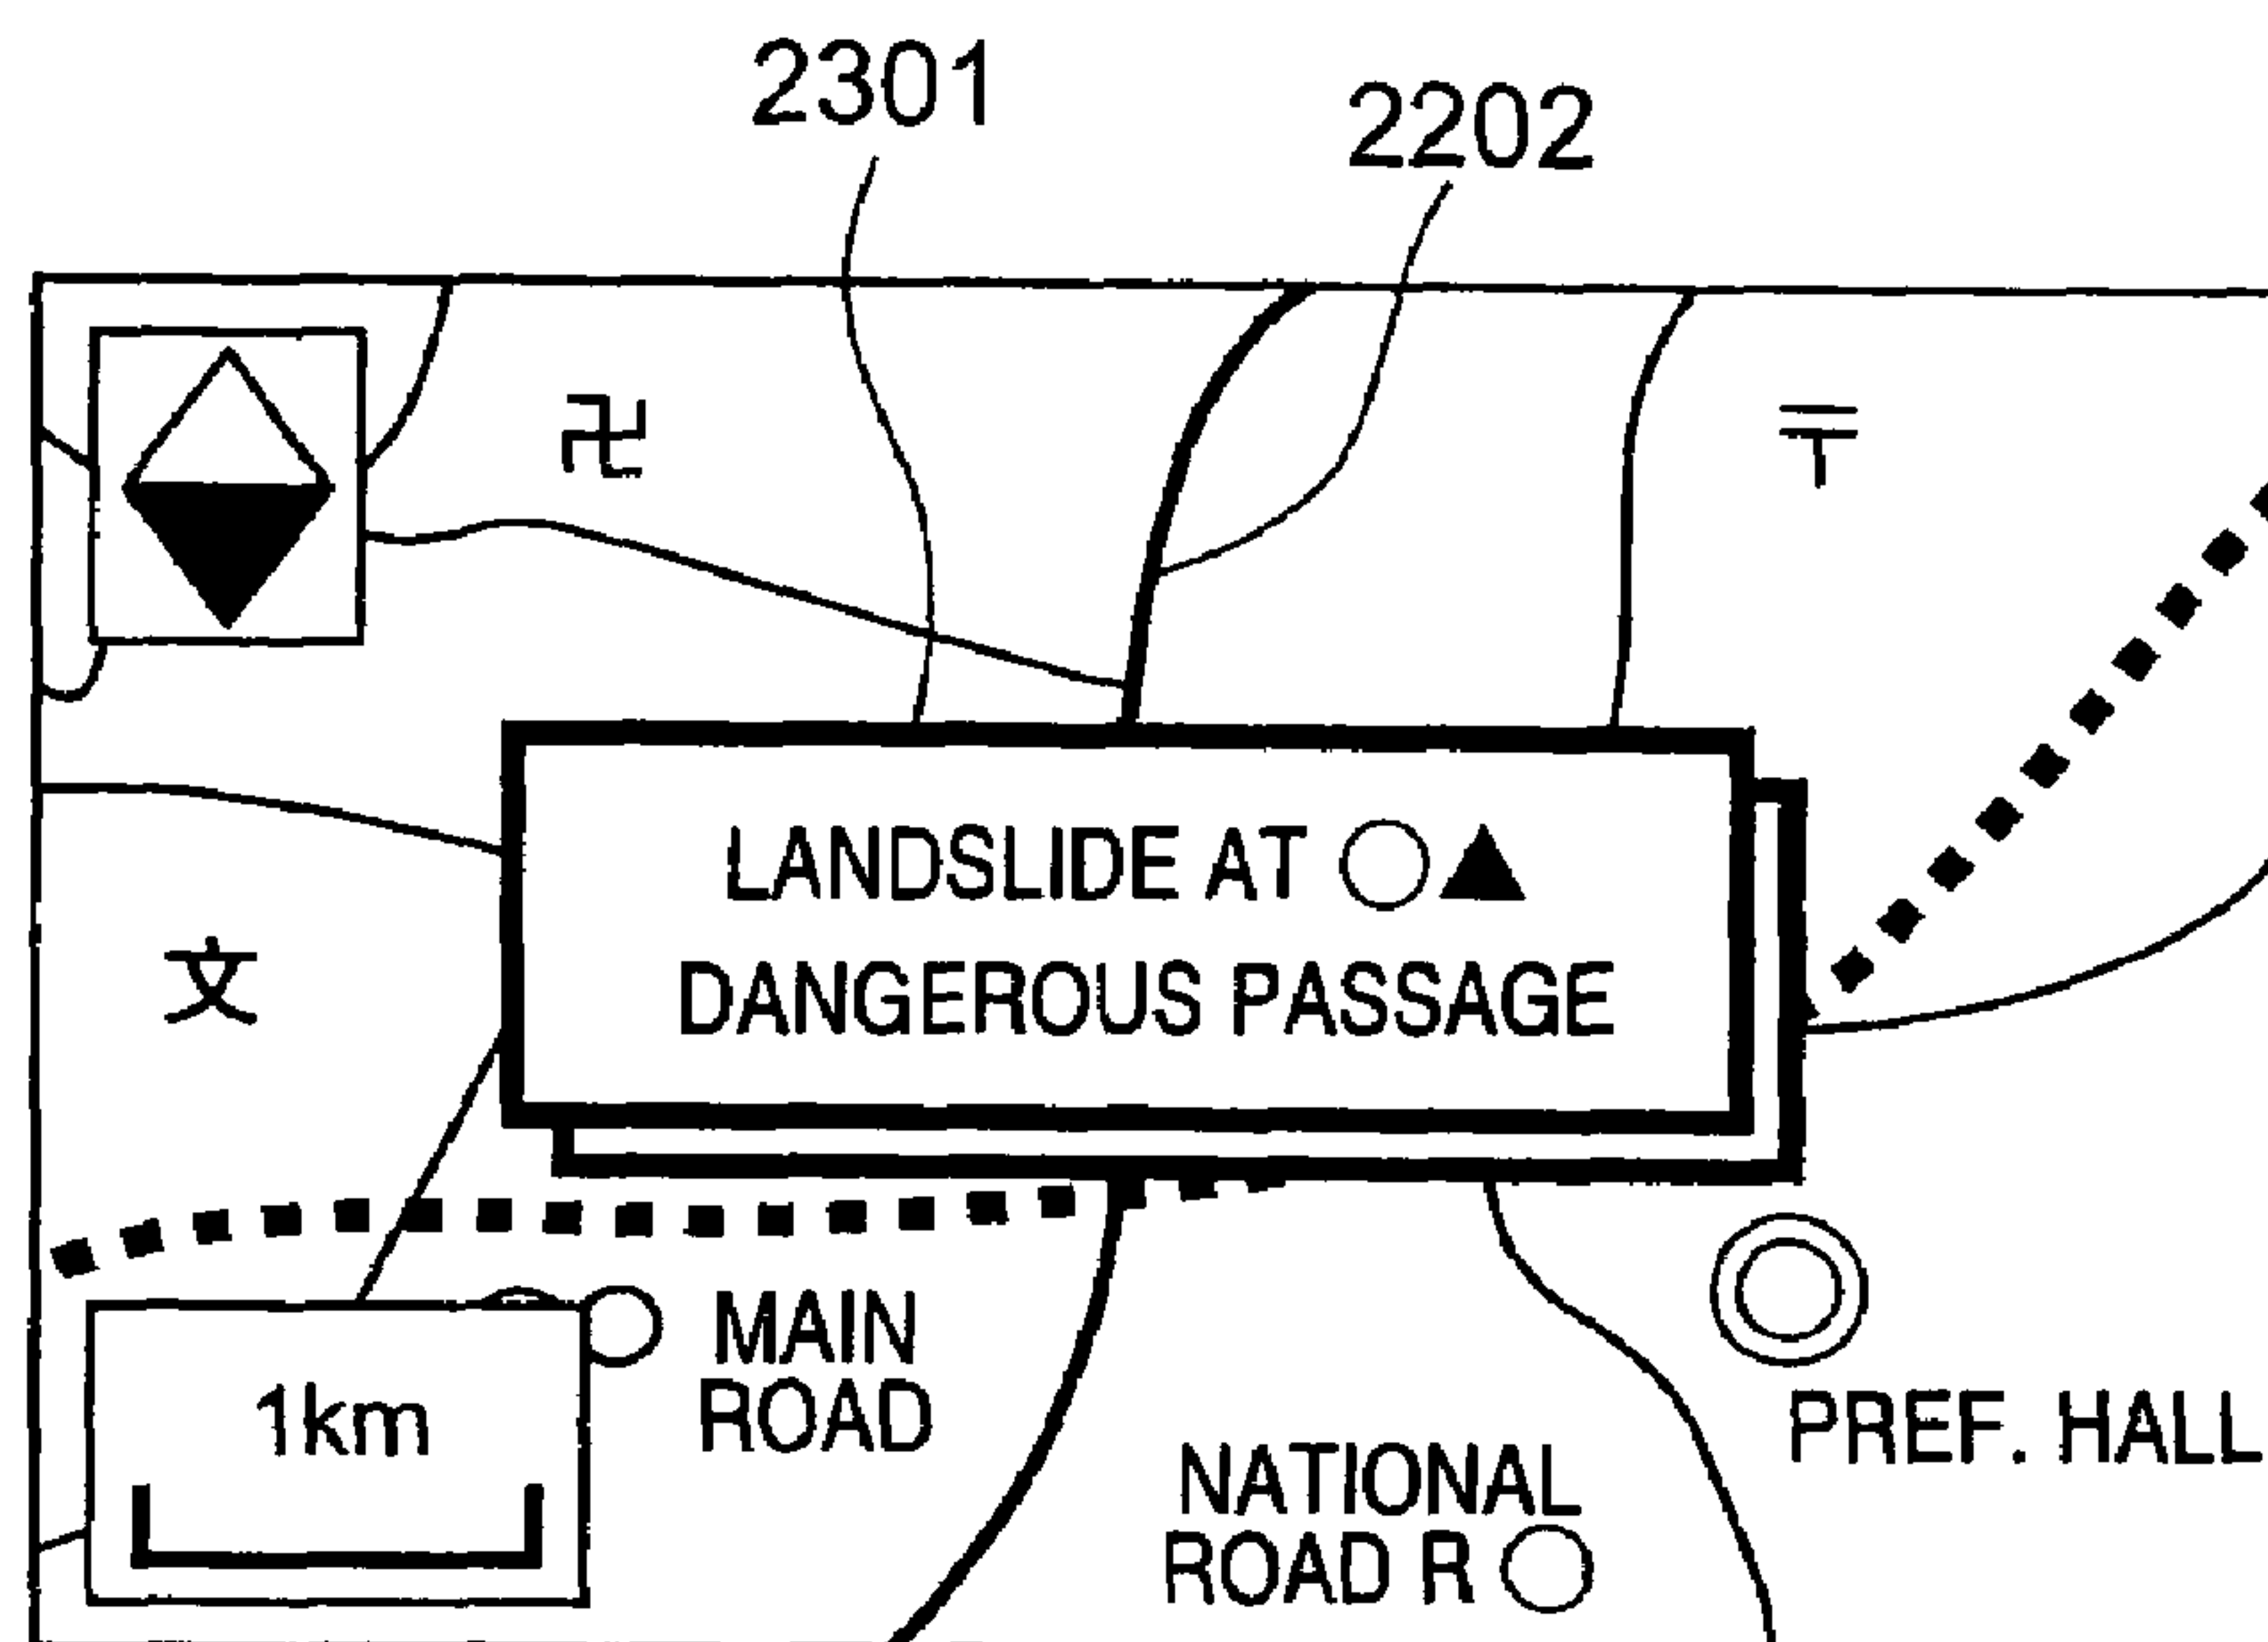 2301
2202
卍
〒
LANDSLIDE AT ○▲
DANGEROUS PASSAGE
文
MAIN
ROAD
1km
PREF. HALL
NATIONAL
ROAD R ○